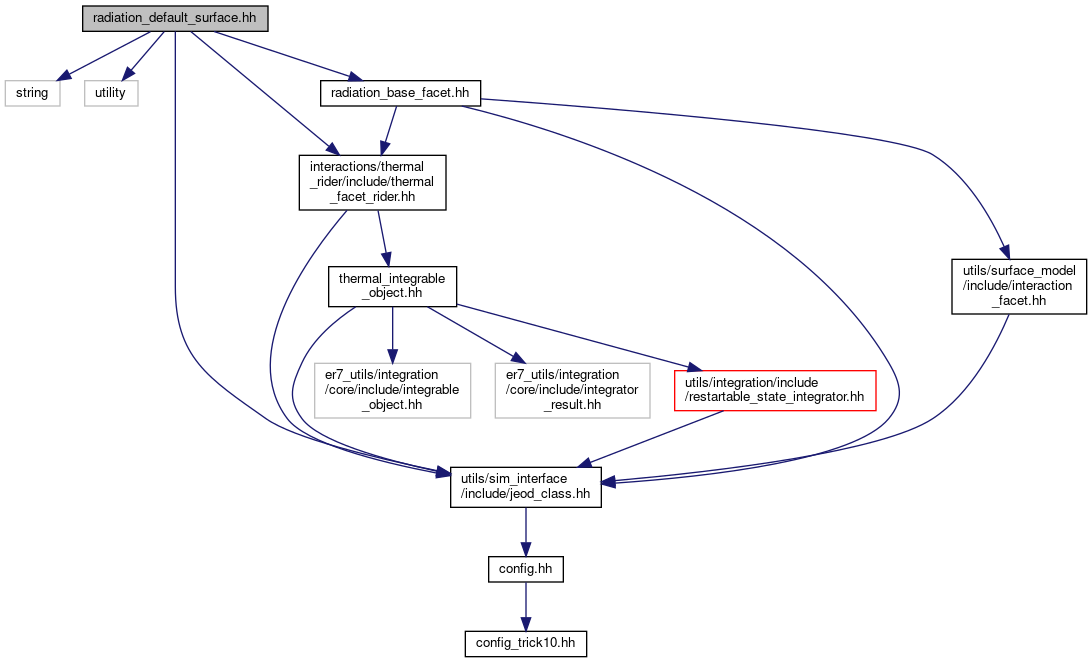 radiation_default_surface.hh
string
utility
radiation_base_facet.hh
interactions/thermal
_rider/include/thermal
_facet_rider.hh
thermal_integrable
_object.hh
utils/surface_model
/include/interaction
_facet.hh
er7_utils/integration
/core/include/integrable
_object.hh
er7_utils/integration
/core/include/integrator
_result.hh
utils/integration/include
/restartable_state_integrator.hh
utils/sim_interface
/include/jeod_class.hh
config.hh
config_trick10.hh